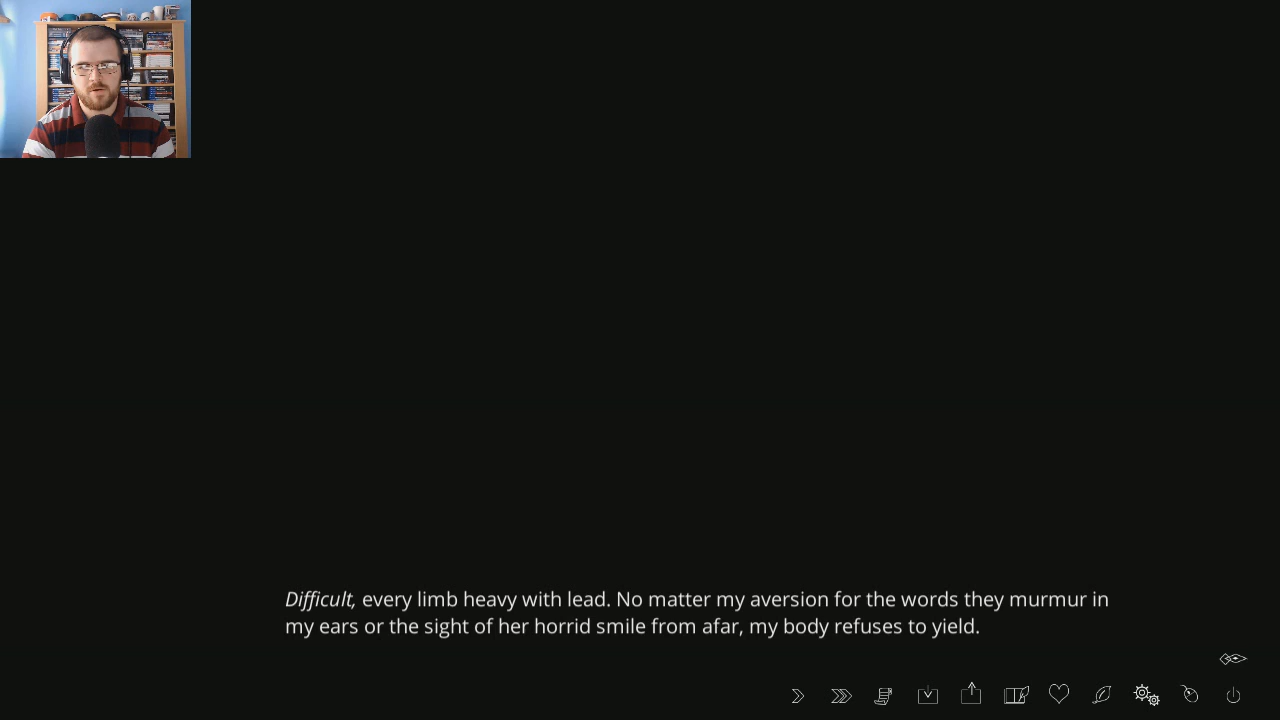 Difficult, every limb heavy with lead. No matter my aversion for the words they murmur in
my ears or the sight of her horrid smile from afar, my body refuses to yield.